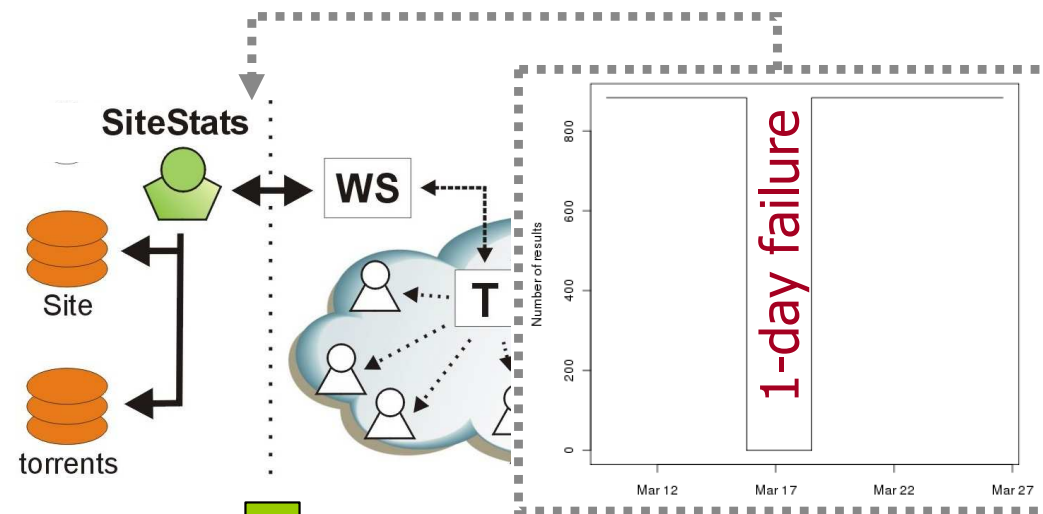 SiteStats
WS
T
Site
torrents
Number of results
800
600
400
200
0
1-day failure
Mar 12
Mar 17
Mar 22
Mar 27